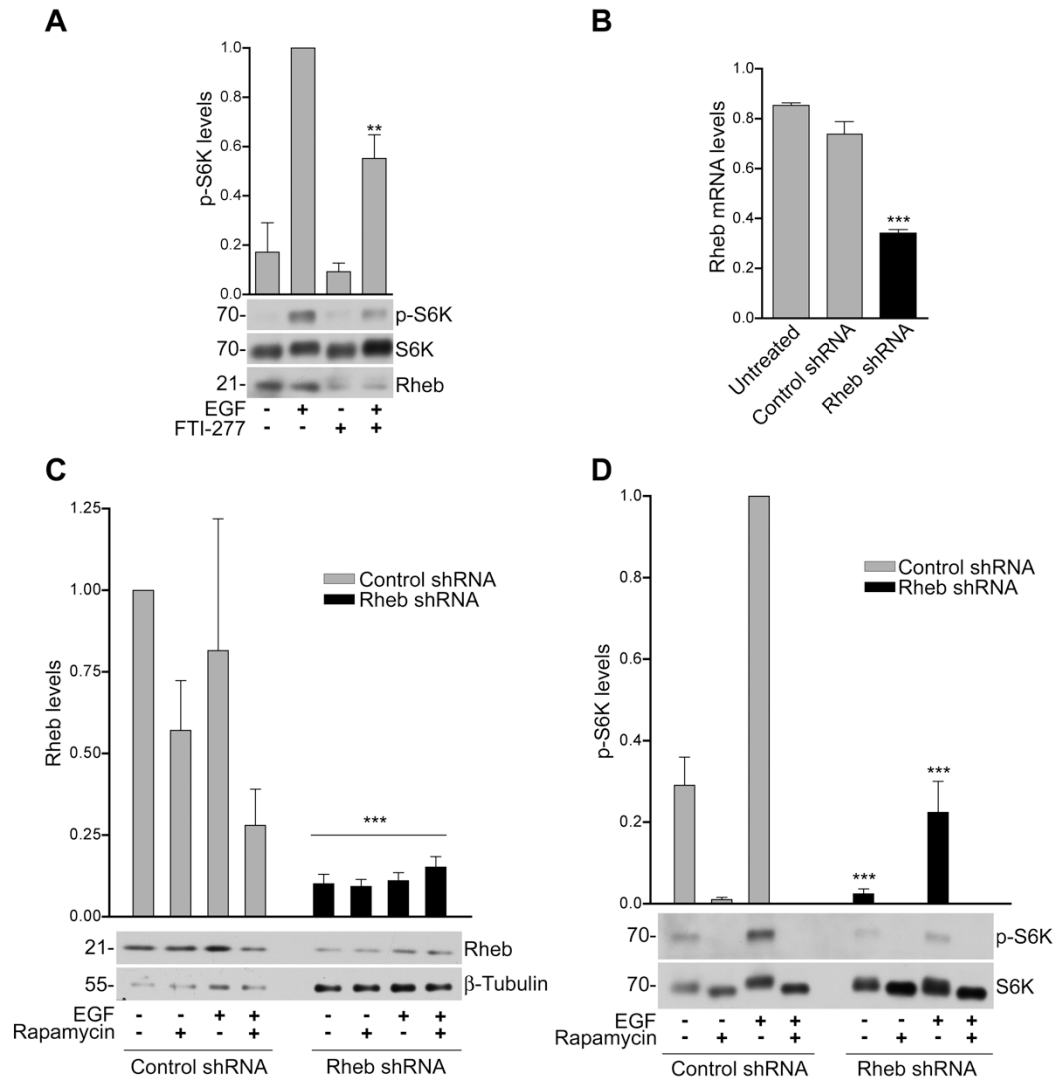 A
p-S6K levels
1.0
0.8
0.6
0.4
0.2
0.0
**
70- p-S6K
70- S6K
21- Rheb
EGF - + - +
FTI-277 - - + +
B
Rheb mRNA levels
1.0
0.8
0.6
0.4
0.2
0.0
***
Untreated
Control shRNA
Rheb shRNA
C
Rheb levels
1.25
1.00
0.75
0.50
0.25
0.00
Control shRNA
Rheb shRNA
***
21- Rheb
55- β-Tubulin
EGF - - + + - - + +
Rapamycin - + - + - + - +
Control shRNA Rheb shRNA
D
p-S6K levels
1.0
0.8
0.6
0.4
0.2
0.0
Control shRNA
Rheb shRNA
***
***
70- p-S6K
70- S6K
EGF - - + + - - + +
Rapamycin - + - + - + - +
Control shRNA Rheb shRNA